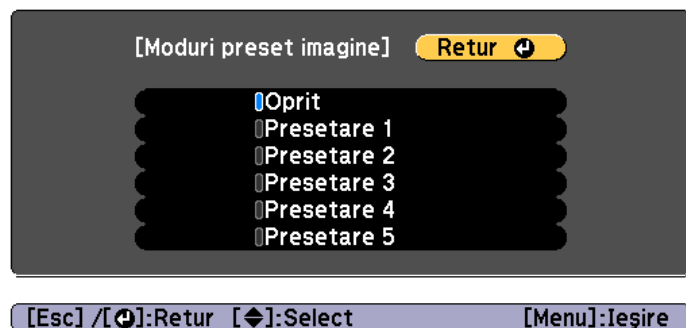 [Moduri preset imagine] Retur
Oprit
Presetare 1
Presetare 2
Presetare 3
Presetare 4
Presetare 5
[Esc] /[⏎]:Retur [◆]:Select [Menu]:Ieşire